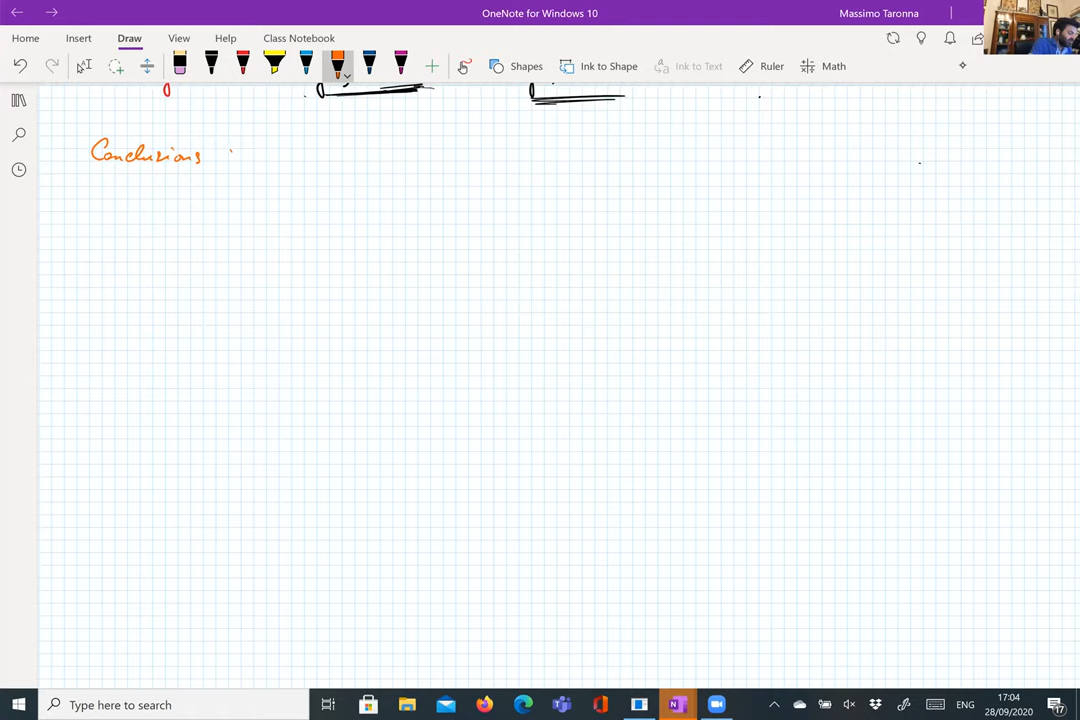 OneNote for Windows 10
Massimo Taronna
Home Insert Draw View Help Class Notebook
Shapes Ink to Shape Ink to Text Ruler Math
Conclusions
Type here to search
ENG
17:04
28/09/2020
17